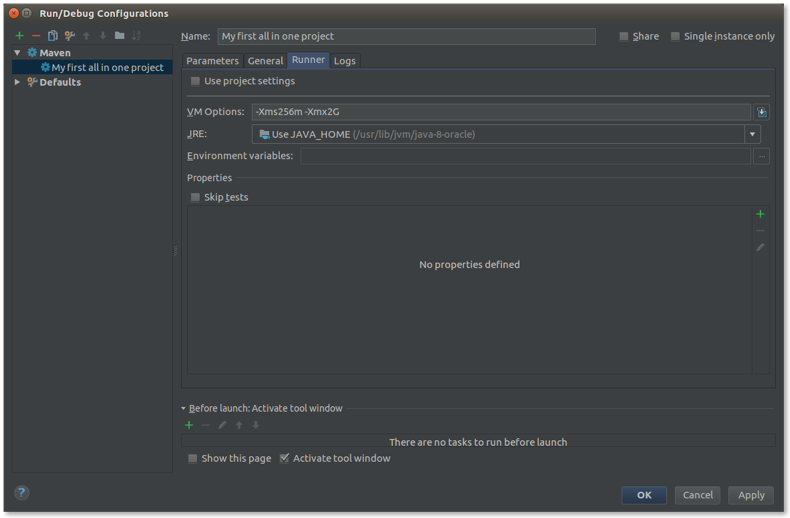 Run/Debug Configurations
Name: My first all in one project Share Single instance only
Maven
My first all in one project
Defaults
Parameters General Runner Logs
Use project settings
VM Options: -Xms256m -Xmx2G
JRE: Use JAVA_HOME (/usr/lib/jvm/java-8-oracle)
Environment variables:
Properties
Skip tests
No properties defined
Before launch: Activate tool window
There are no tasks to run before launch
Show this page Activate tool window
? OK Cancel Apply